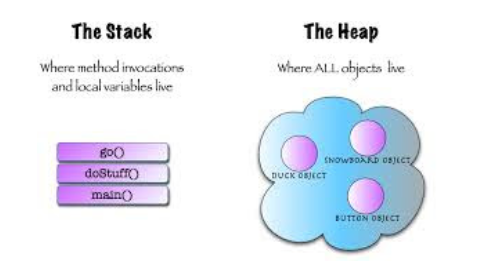 The Stack
Where method invocations
and local variables live
go()
doStuff()
main()
The Heap
Where ALL objects live
SNOWBOARD OBJECT
DUCK OBJECT
BUTTON OBJECT